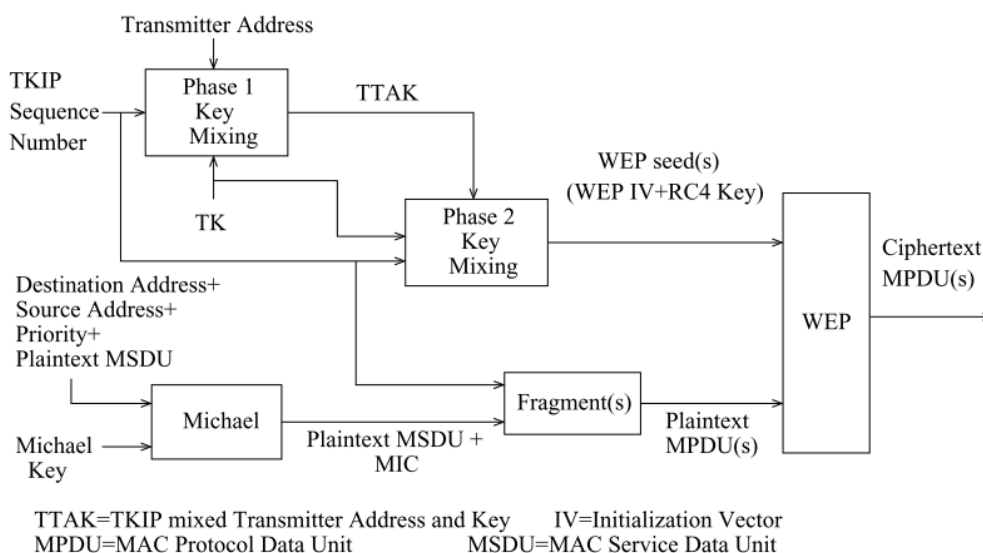 Transmitter Address
TKIP
Sequence
Number
Phase 1
Key
Mixing
TTAK
TK
Phase 2
Key
Mixing
WEP seed(s)
(WEP IV+RC4 Key)
WEP
Ciphertext
MPDU(s)
Destination Address+
Source Address+
Priority+
Plaintext MSDU
Michael
Key
Michael
Plaintext MSDU +
MIC
Fragment(s)
Plaintext
MPDU(s)
TTAK=TKIP mixed Transmitter Address and Key IV=Initialization Vector
MPDU=MAC Protocol Data Unit MSDU=MAC Service Data Unit